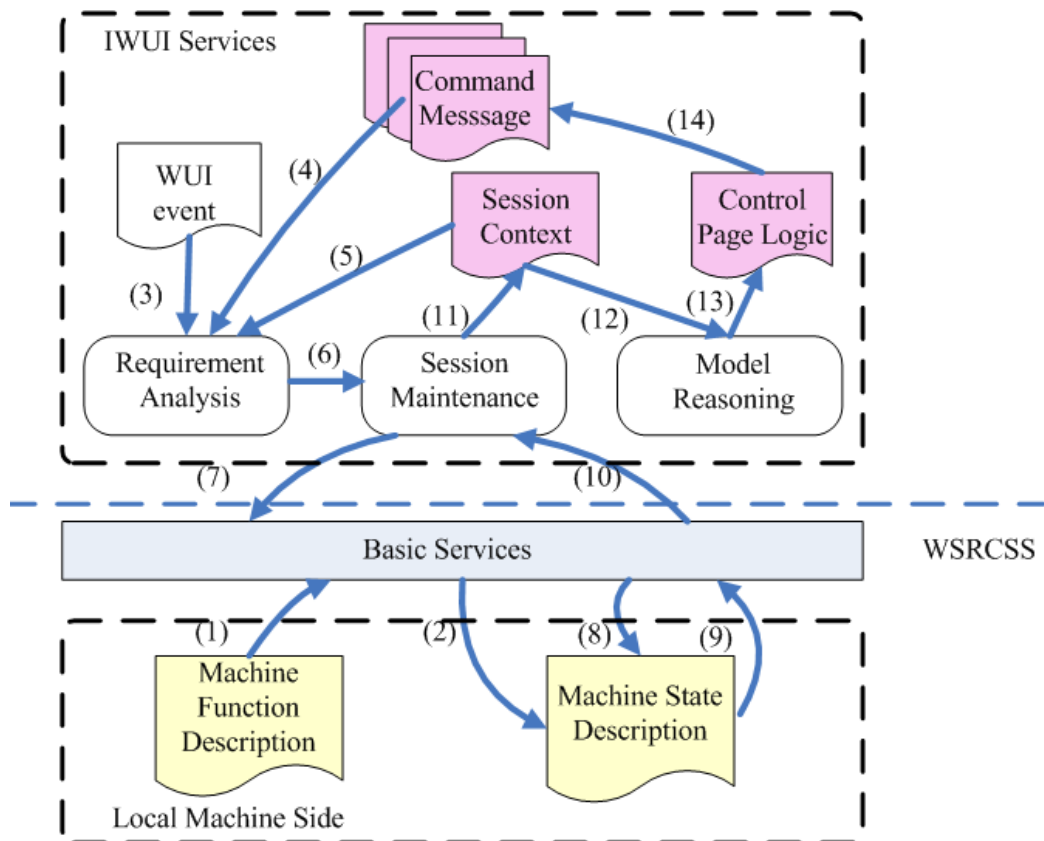 IWUI Services
Command
Messsage
(14)
WUI
event
(4)
Session
Context
Control
Page Logic
(5)
(3)
(11)
(12)
(13)
Requirement
Analysis
(6)
Session
Maintenance
Model
Reasoning
(7)
(10)
Basic Services
WSRCSS
(1)
(2)
(8)
(9)
Machine
Function
Description
Machine State
Description
Local Machine Side